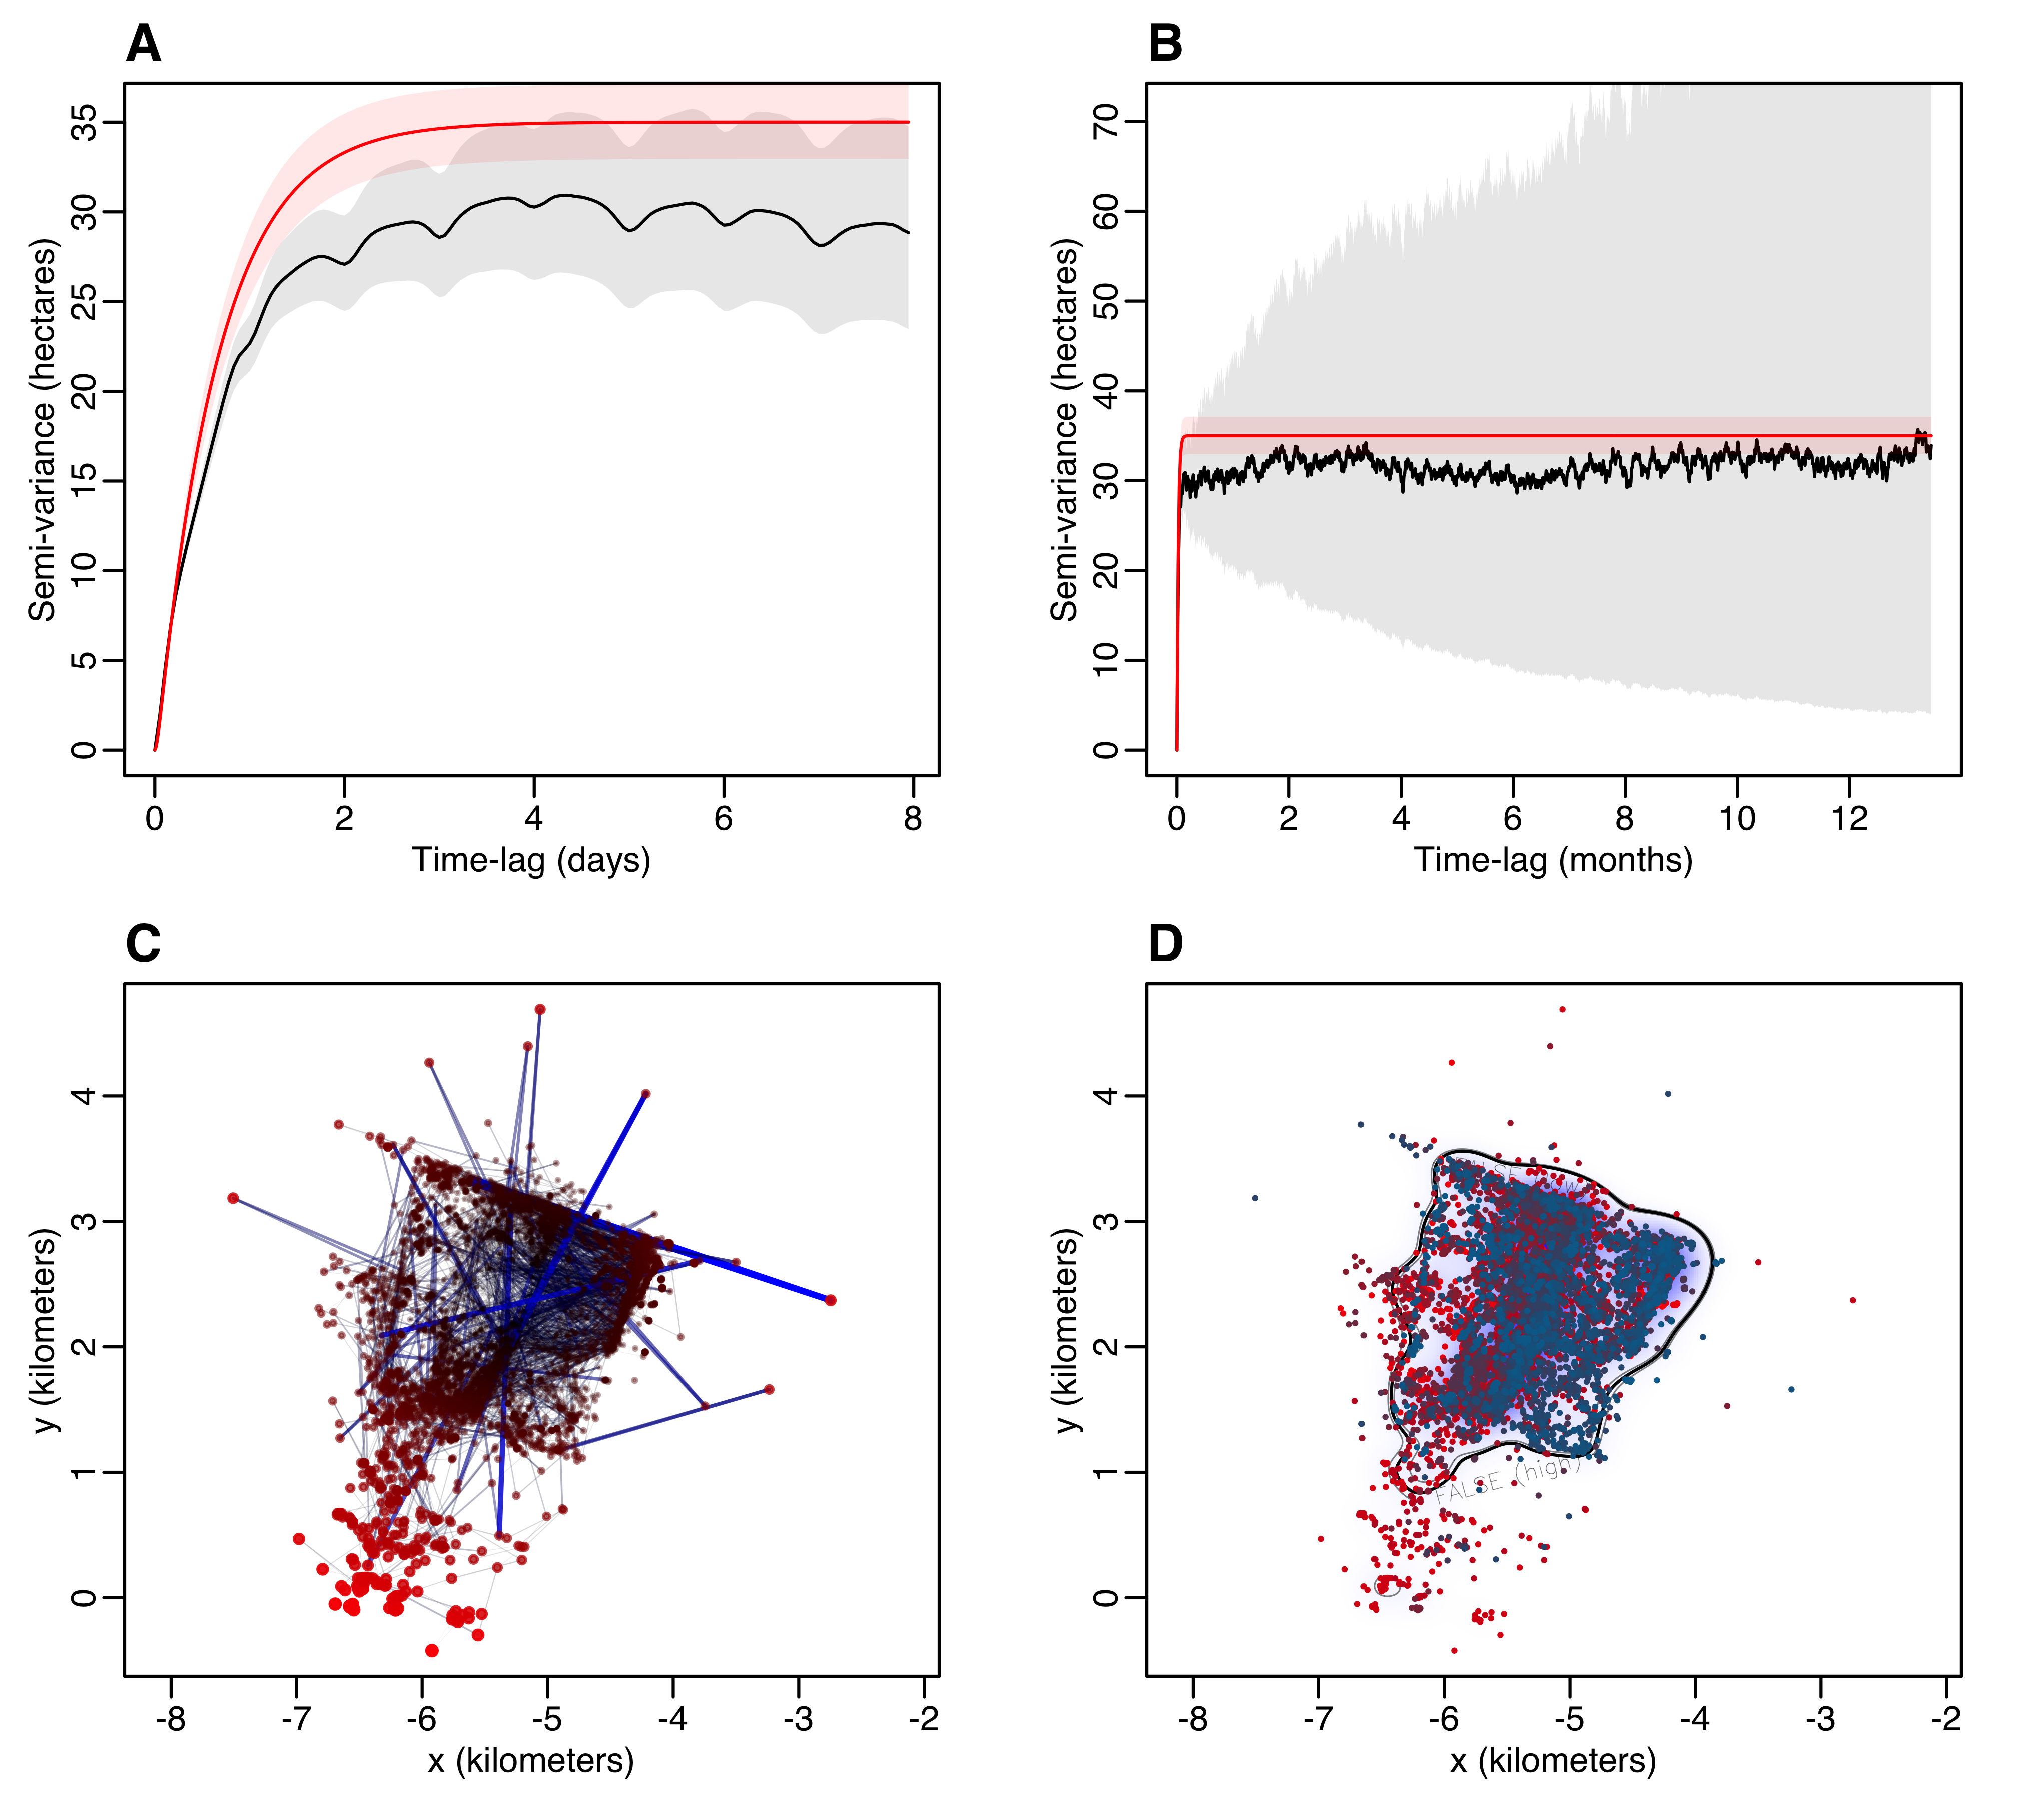 A
Semi-variance (hectares)
35
30
25
20
15
10
5
0
0 2 4 6 8
Time-lag (days)
B
Semi-variance (hectares)
70
60
50
40
30
20
10
0
0 2 4 6 8 10 12
Time-lag (months)
C
y (kilometers)
4
3
2
1
0
-8 -7 -6 -5 -4 -3 -2
x (kilometers)
D
y (kilometers)
4
3
2
1
0
FALSE (high)
-8 -7 -6 -5 -4 -3 -2
x (kilometers)